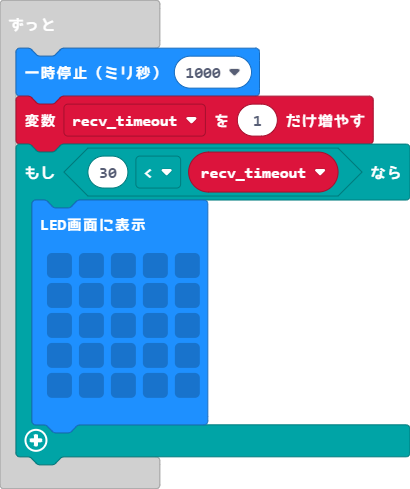 ずっと
一時停止（ミリ秒） 1000
変数 recv_timeout を 1 だけ増やす
もし 30 < recv_timeout なら
LED画面に表示